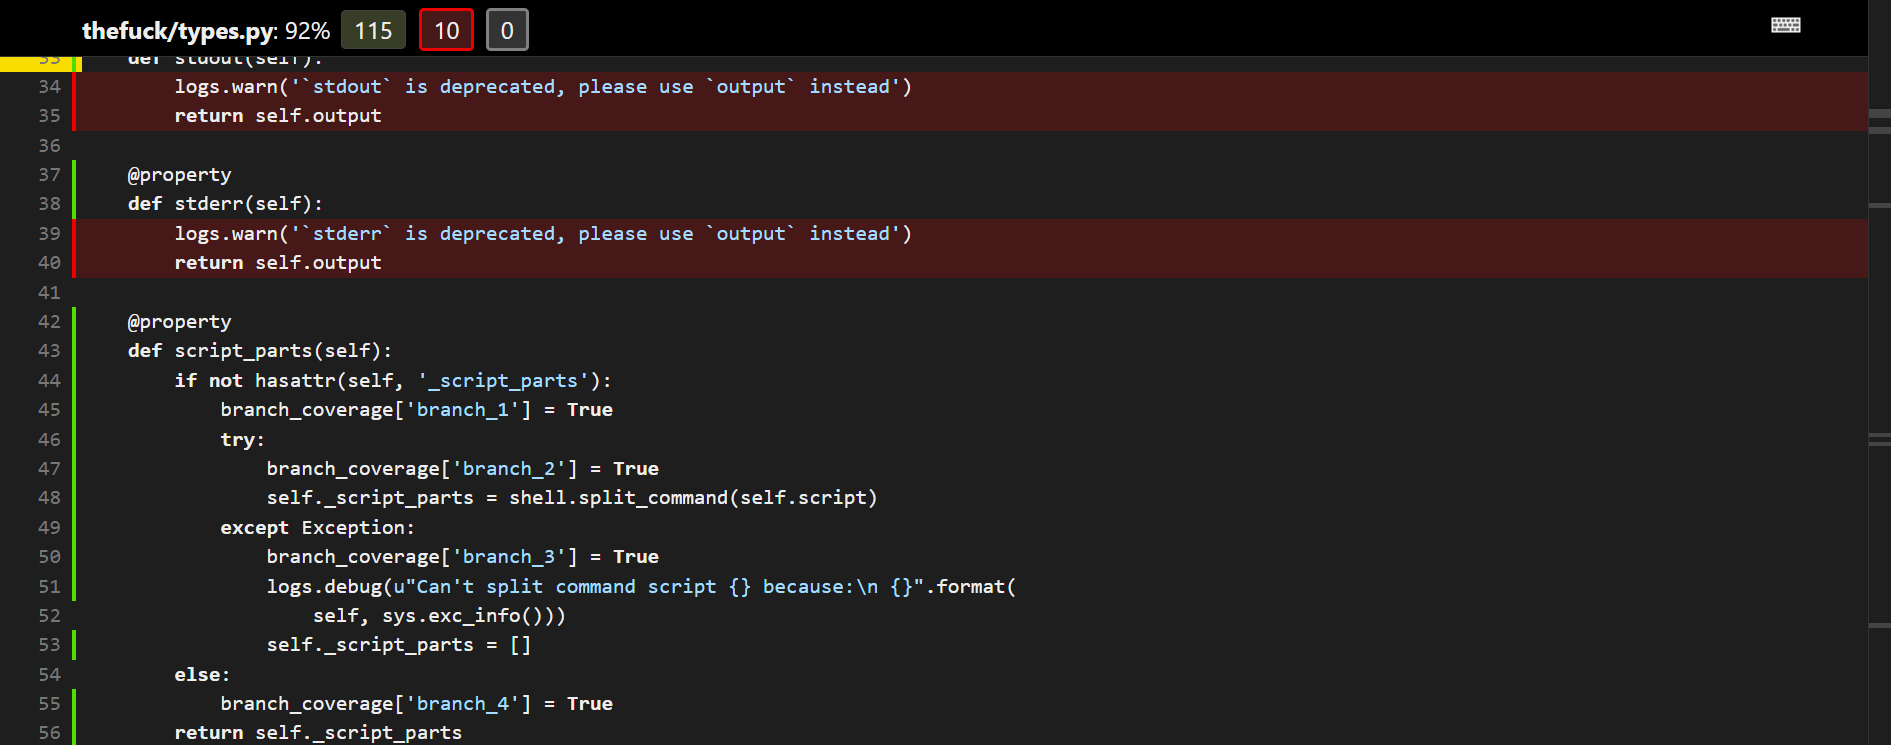 thefuck/types.py: 92% 115 10 0
33 def stdout(self):
34 logs.warn('`stdout` is deprecated, please use `output` instead')
35 return self.output
36
37 @property
38 def stderr(self):
39 logs.warn('`stderr` is deprecated, please use `output` instead')
40 return self.output
41
42 @property
43 def script_parts(self):
44 if not hasattr(self, '_script_parts'):
45 branch_coverage['branch_1'] = True
46 try:
47 branch_coverage['branch_2'] = True
48 self._script_parts = shell.split_command(self.script)
49 except Exception:
50 branch_coverage['branch_3'] = True
51 logs.debug(u"Can't split command script {} because:\n {}".format(
52 self, sys.exc_info()))
53 self._script_parts = []
54 else:
55 branch_coverage['branch_4'] = True
56 return self._script_parts